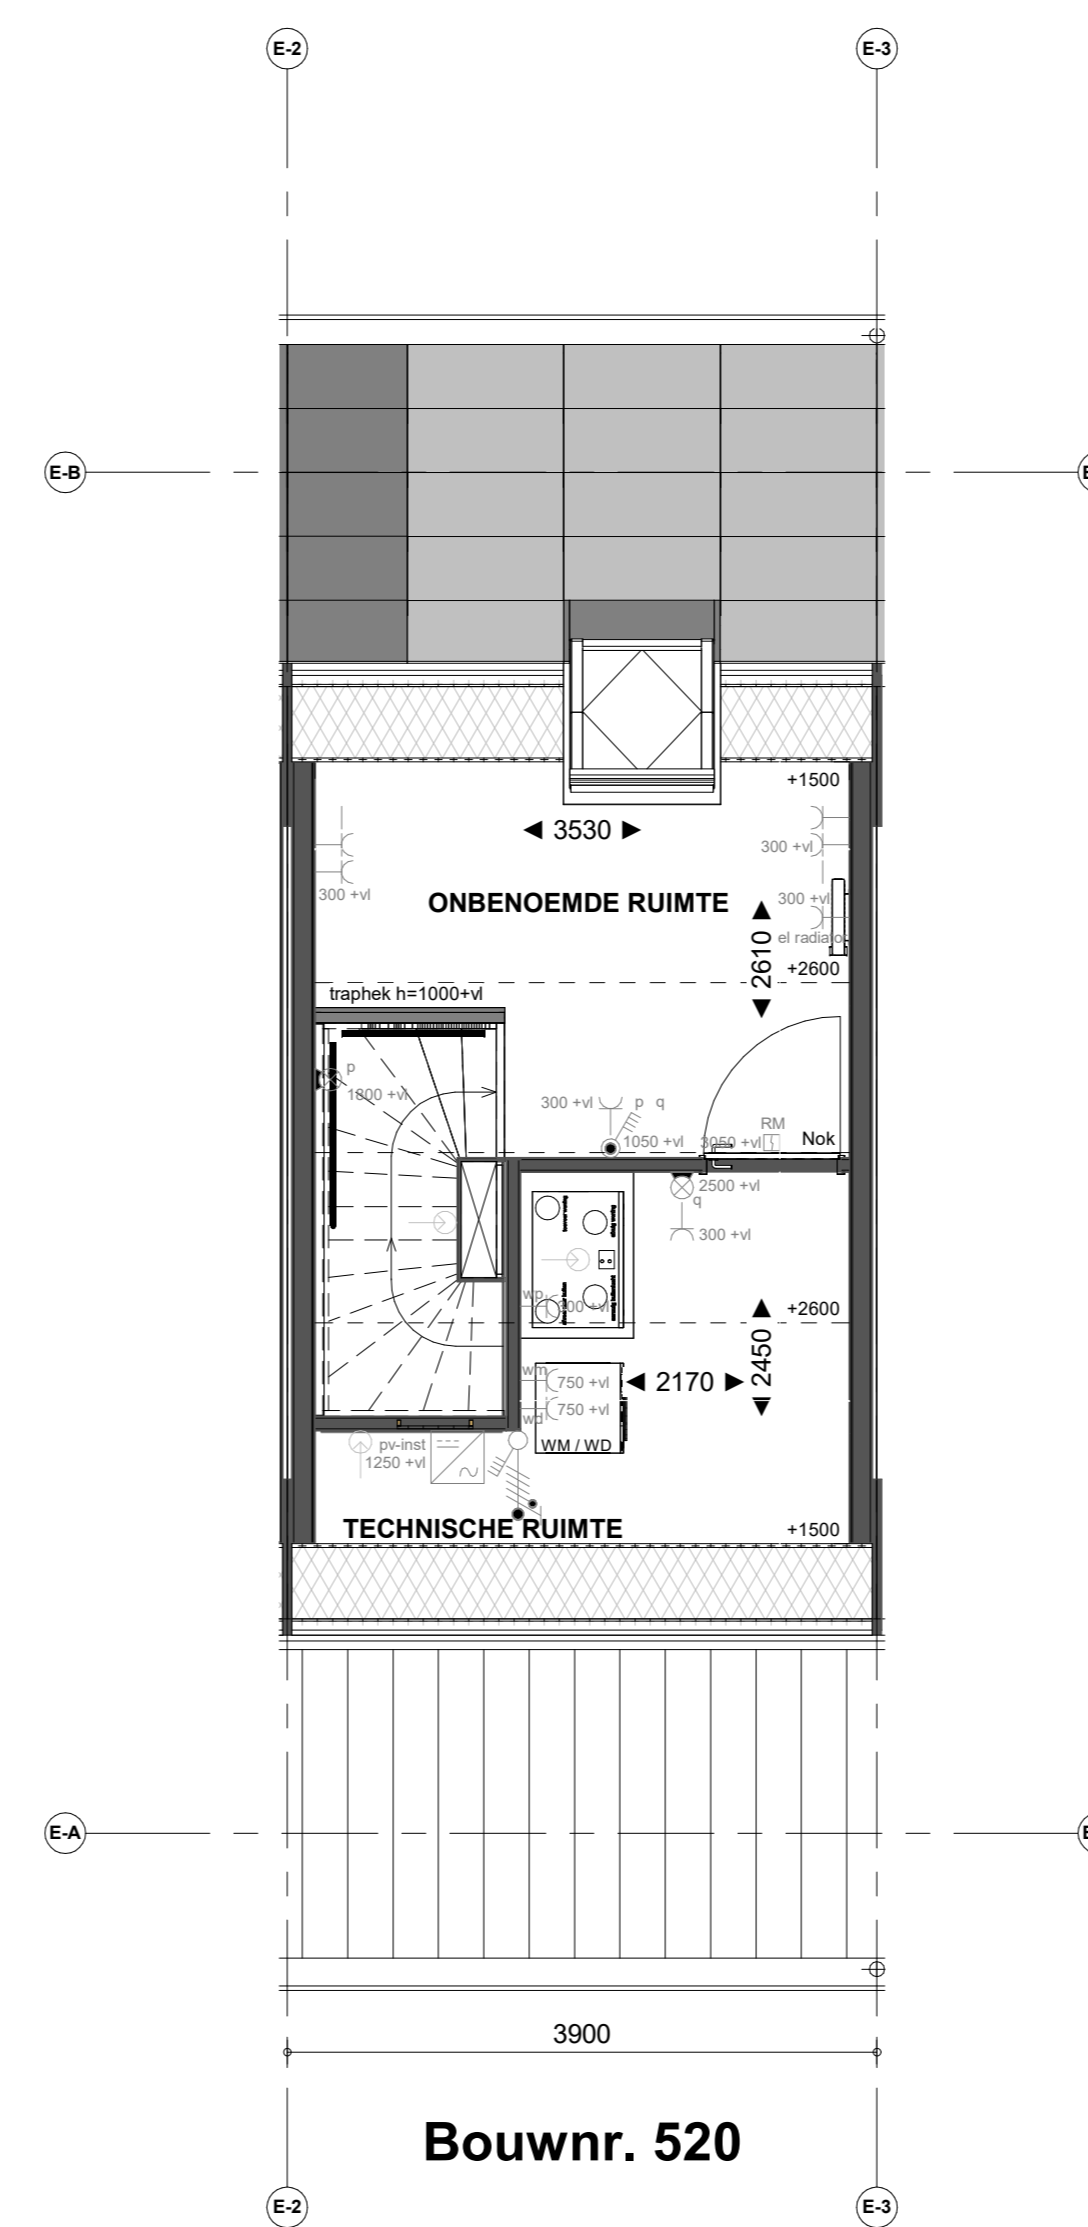 E-2 E-3
E-B
+1500
3530
300 +vl
300 +vl
ONBENOEMDE RUIMTE
300 +vl
el radiator
2610
+2600
traphek h=1000+vl
p
1800 +vl
300 +vl p q
1050 +vl
3050 +vl
RM
Nok
2500 +vl
q
300 +vl
wp
+2600
2450
wm
750 +vl
2170
wd
750 +vl
WM / WD
pv-inst
1250 +vl
TECHNISCHE RUIMTE
+1500
E-A
3900
Bouwnr. 520
E-2 E-3